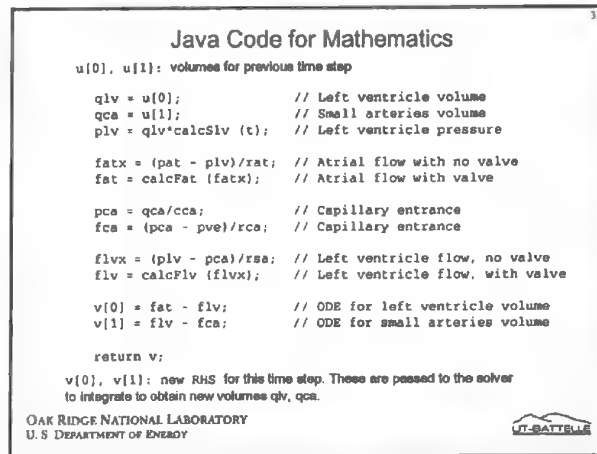 3
Java Code for Mathematics
u[0], u[1]: volumes for previous time step
qlv = u[0]; // Left ventricle volume
qca = u[1]; // Small arteries volume
plv = qlv*calcSlv (t); // Left ventricle pressure
fatx = (pat - plv)/rat; // Atrial flow with no valve
fat = calcFat (fatx); // Atrial flow with valve
pca = qca/cca; // Capillary entrance
fca = (pca - pve)/rca; // Capillary entrance
flvx = (plv - pca)/rsa; // Left ventricle flow, no valve
flv = calcFlv (flvx); // Left ventricle flow, with valve
v[0] = fat - flv; // ODE for left ventricle volume
v[1] = flv - fca; // ODE for small arteries volume
return v;
v[0], v[1]: new RHS for this time step. These are passed to the solver
to integrate to obtain new volumes qlv, qca.
OAK RIDGE NATIONAL LABORATORY
U. S DEPARTMENT OF ENERGY
UT-BATTELLE